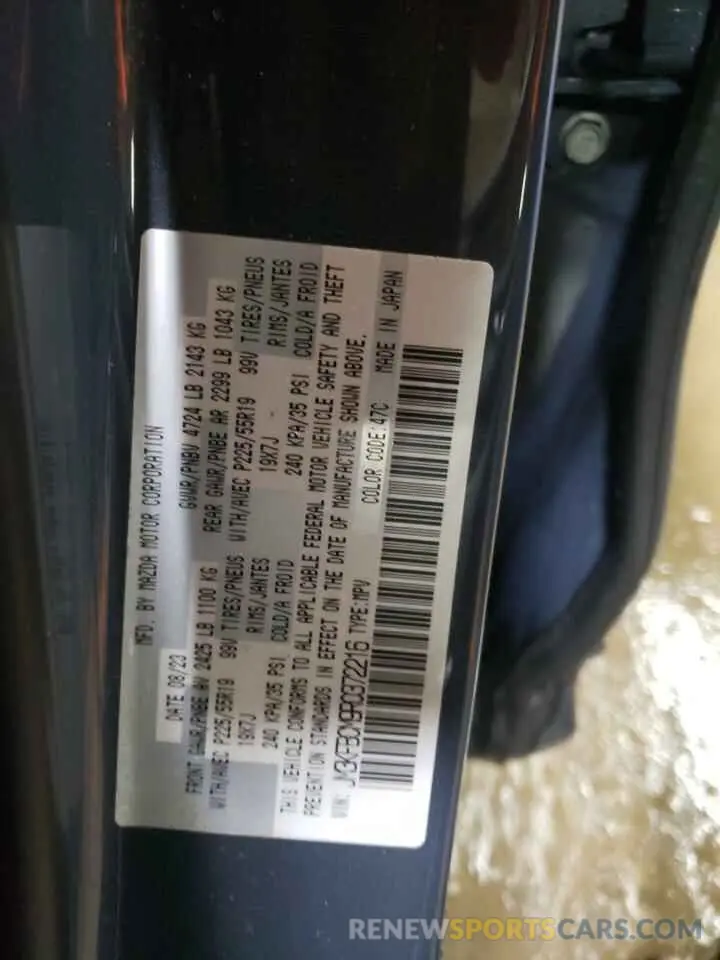 MFD. BY MAZDA MOTOR CORPORATION
DATE 08/23 GVWR/PNBV 4724 LB 2143 KG
FRONT GAWR/PNBE AV 2425 LB 1100 KG REAR GAWR/PNBE AR 2299 LB 1043 KG
WITH/AVEC P225/55R19 99V TIRES/PNEUS WITH/AVEC P225/55R19 99V TIRES/PNEUS
19X7J RIMS/JANTES 19X7J RIMS/JANTES
240 KPA/35 PSI COLD/A FROID 240 KPA/35 PSI COLD/A FROID
THIS VEHICLE CONFORMS TO ALL APPLICABLE FEDERAL MOTOR VEHICLE SAFETY AND THEFT
PREVENTION STANDARDS IN EFFECT ON THE DATE OF MANUFACTURE SHOWN ABOVE.
VIN: JM3KFBCM9R0372216 TYPE:MPV COLOR CODE:47C MADE IN JAPAN
RENEWSPORTSCARS.COM